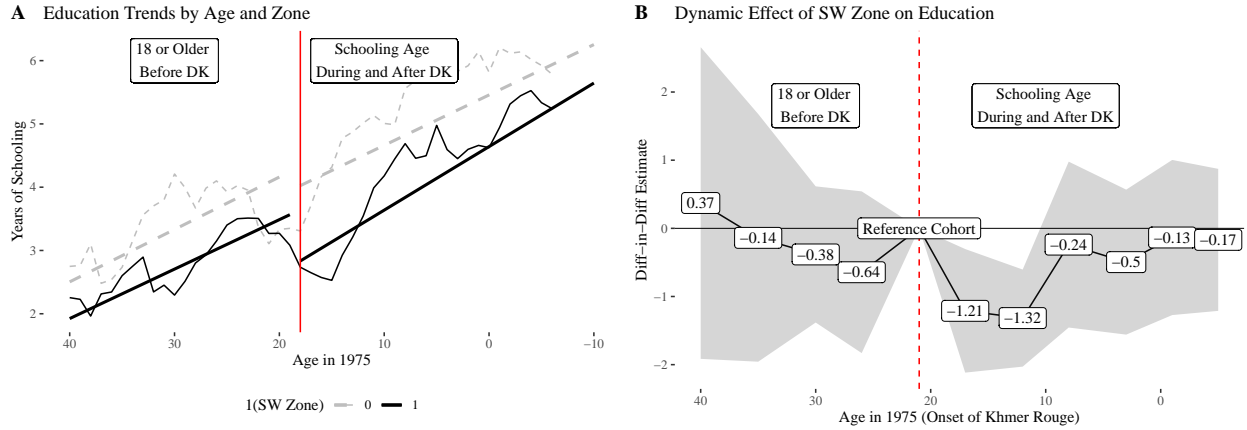 A Education Trends by Age and Zone
18 or Older
Before DK
Schooling Age
During and After DK
Years of Schooling
6
5
4
3
2
40
30
20
10
0
−10
Age in 1975
1(SW Zone)
0
1
B Dynamic Effect of SW Zone on Education
18 or Older
Before DK
Schooling Age
During and After DK
Diff−in−Diff Estimate
2
1
0
−1
−2
0.37
−0.14
−0.38
−0.64
Reference Cohort
−1.21
−1.32
−0.24
−0.5
−0.13
−0.17
40
30
20
10
0
Age in 1975 (Onset of Khmer Rouge)